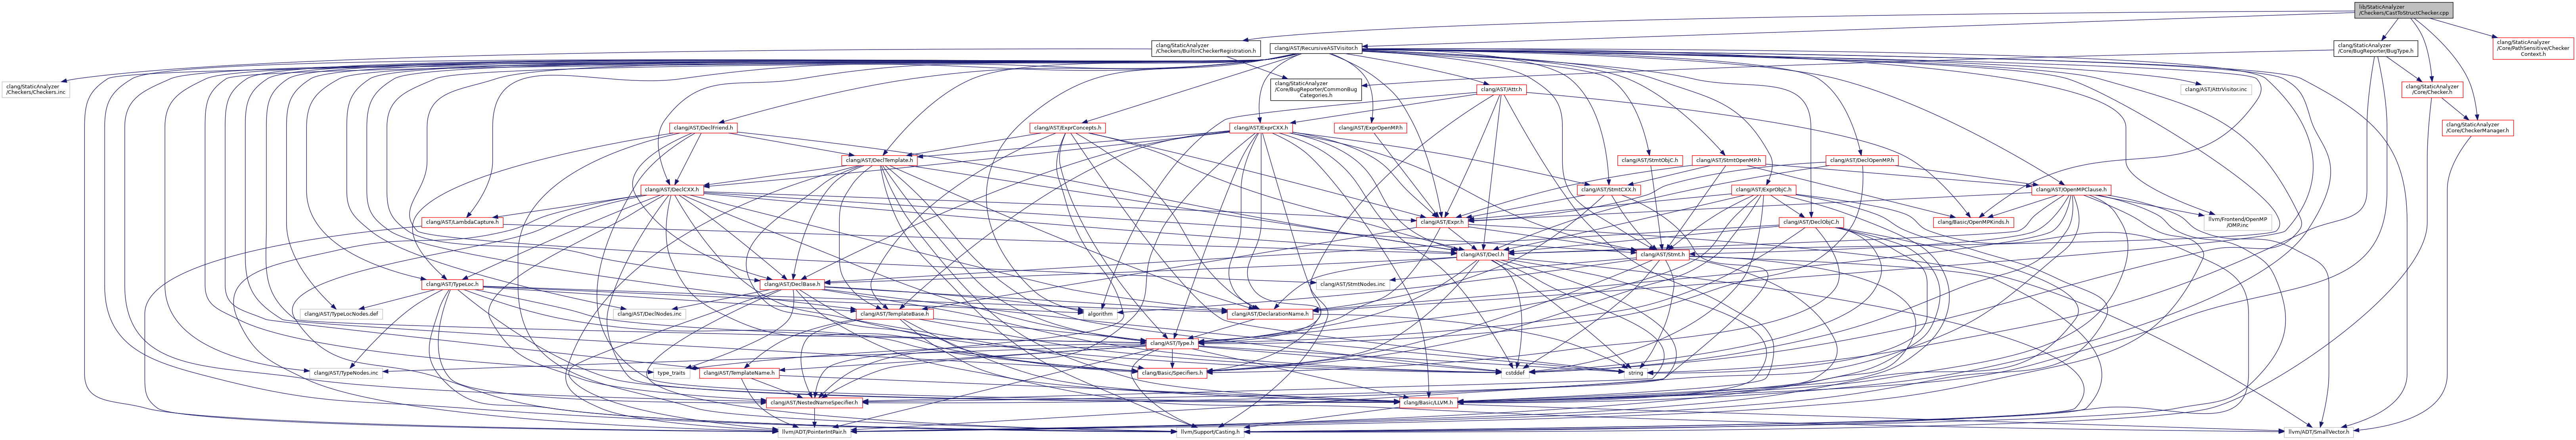 lib/StaticAnalyzer
/Checkers/CastToStructChecker.cpp
clang/StaticAnalyzer
/Checkers/BuiltinCheckerRegistration.h
clang/AST/RecursiveASTVisitor.h
clang/StaticAnalyzer
/Core/BugReporter/BugType.h
clang/StaticAnalyzer
/Core/PathSensitive/Checker
Context.h
clang/StaticAnalyzer
/Checkers/Checkers.inc
clang/StaticAnalyzer
/Core/BugReporter/CommonBug
Categories.h
clang/AST/Attr.h
clang/AST/AttrVisitor.inc
clang/StaticAnalyzer
/Core/Checker.h
clang/AST/DeclFriend.h
clang/AST/ExprConcepts.h
clang/AST/ExprCXX.h
clang/AST/ExprOpenMP.h
clang/StaticAnalyzer
/Core/CheckerManager.h
clang/AST/DeclTemplate.h
clang/AST/StmtObjC.h
clang/AST/StmtOpenMP.h
clang/AST/DeclOpenMP.h
clang/AST/DeclCXX.h
clang/AST/StmtCXX.h
clang/AST/ExprObjC.h
clang/AST/OpenMPClause.h
clang/AST/LambdaCapture.h
clang/AST/Expr.h
clang/AST/DeclObjC.h
clang/Basic/OpenMPKinds.h
llvm/Frontend/OpenMP
/OMP.inc
clang/AST/Decl.h
clang/AST/Stmt.h
clang/AST/TypeLoc.h
clang/AST/DeclBase.h
clang/AST/StmtNodes.inc
clang/AST/TypeLocNodes.def
clang/AST/DeclNodes.inc
clang/AST/TemplateBase.h
algorithm
clang/AST/DeclarationName.h
clang/AST/Type.h
clang/AST/TypeNodes.inc
type_traits
clang/AST/TemplateName.h
clang/Basic/Specifiers.h
cstddef
string
clang/AST/NestedNameSpecifier.h
clang/Basic/LLVM.h
llvm/ADT/PointerIntPair.h
llvm/Support/Casting.h
llvm/ADT/SmallVector.h